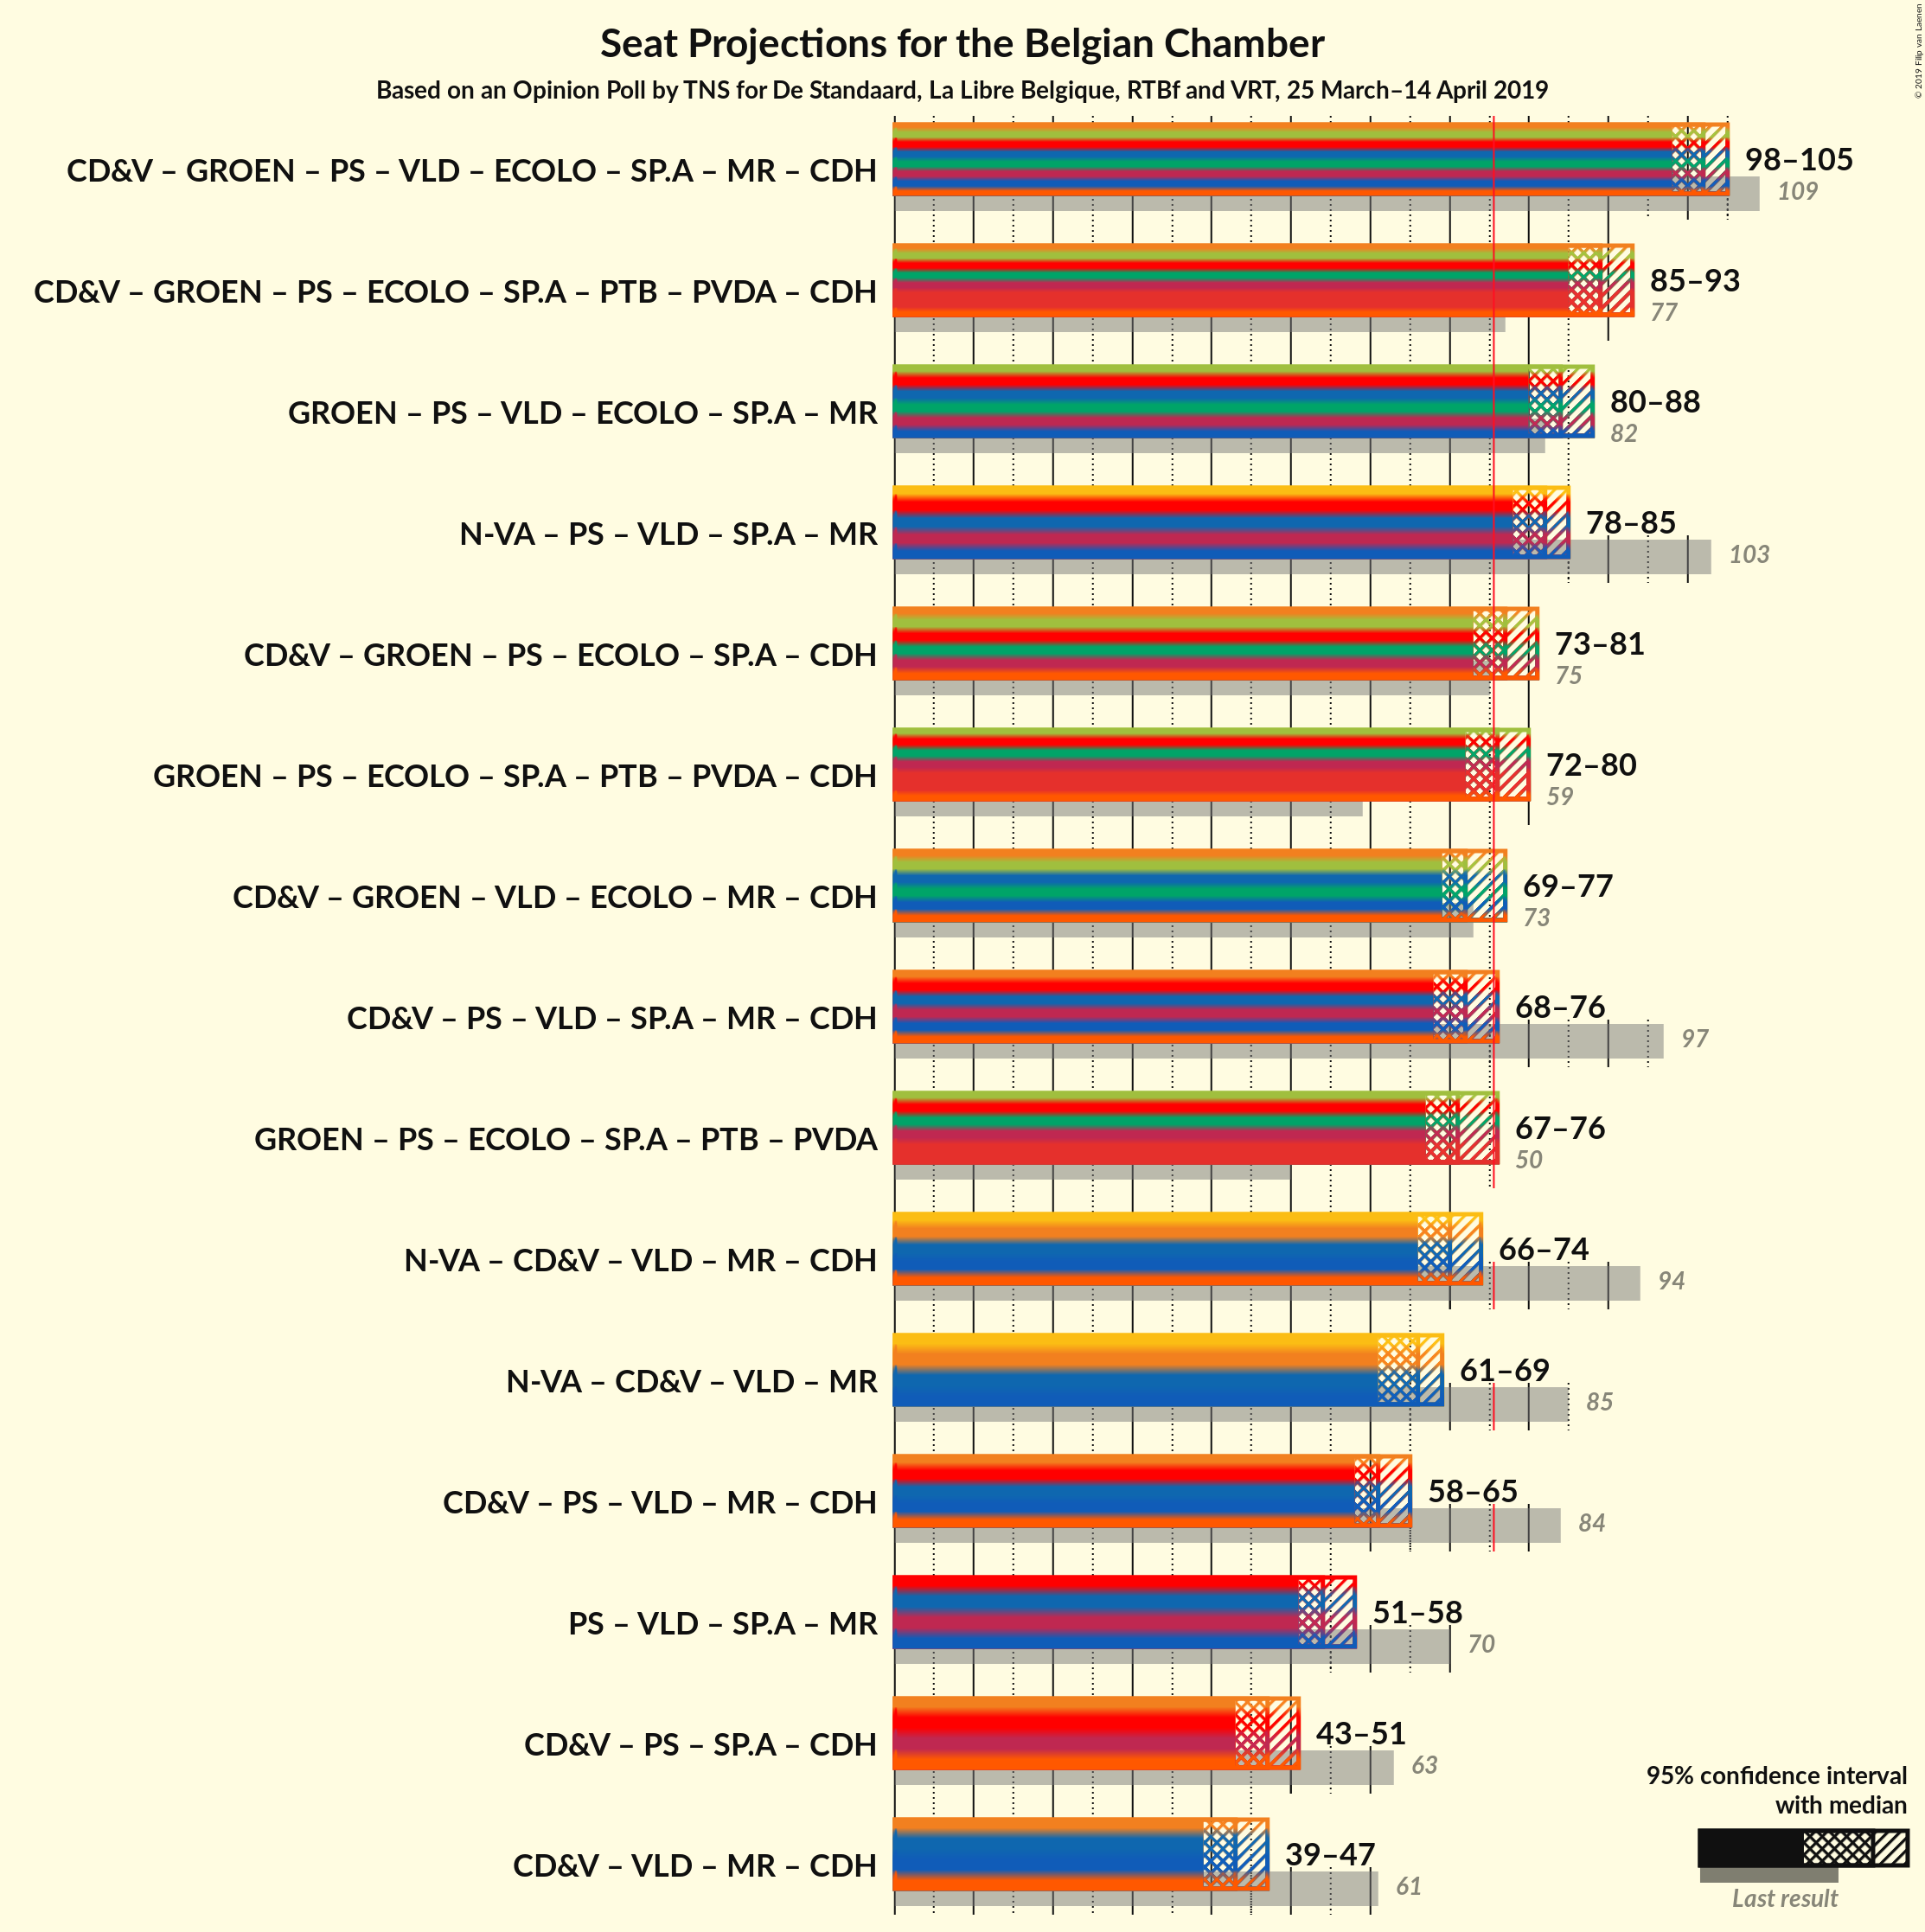 © 2019 Filip van Laenen
Seat Projections for the Belgian Chamber
Based on an Opinion Poll by TNS for De Standaard, La Libre Belgique, RTBf and VRT, 25 March–14 April 2019
CD&V – GROEN – PS – VLD – ECOLO – SP.A – MR – CDH
98–105
109
CD&V – GROEN – PS – ECOLO – SP.A – PTB – PVDA – CDH
85–93
77
GROEN – PS – VLD – ECOLO – SP.A – MR
80–88
82
N-VA – PS – VLD – SP.A – MR
78–85
103
CD&V – GROEN – PS – ECOLO – SP.A – CDH
73–81
75
GROEN – PS – ECOLO – SP.A – PTB – PVDA – CDH
72–80
59
CD&V – GROEN – VLD – ECOLO – MR – CDH
69–77
73
CD&V – PS – VLD – SP.A – MR – CDH
68–76
97
GROEN – PS – ECOLO – SP.A – PTB – PVDA
67–76
50
N-VA – CD&V – VLD – MR – CDH
66–74
94
N-VA – CD&V – VLD – MR
61–69
85
CD&V – PS – VLD – MR – CDH
58–65
84
PS – VLD – SP.A – MR
51–58
70
CD&V – PS – SP.A – CDH
43–51
63
CD&V – VLD – MR – CDH
39–47
61
95% confidence interval
with median
Last result